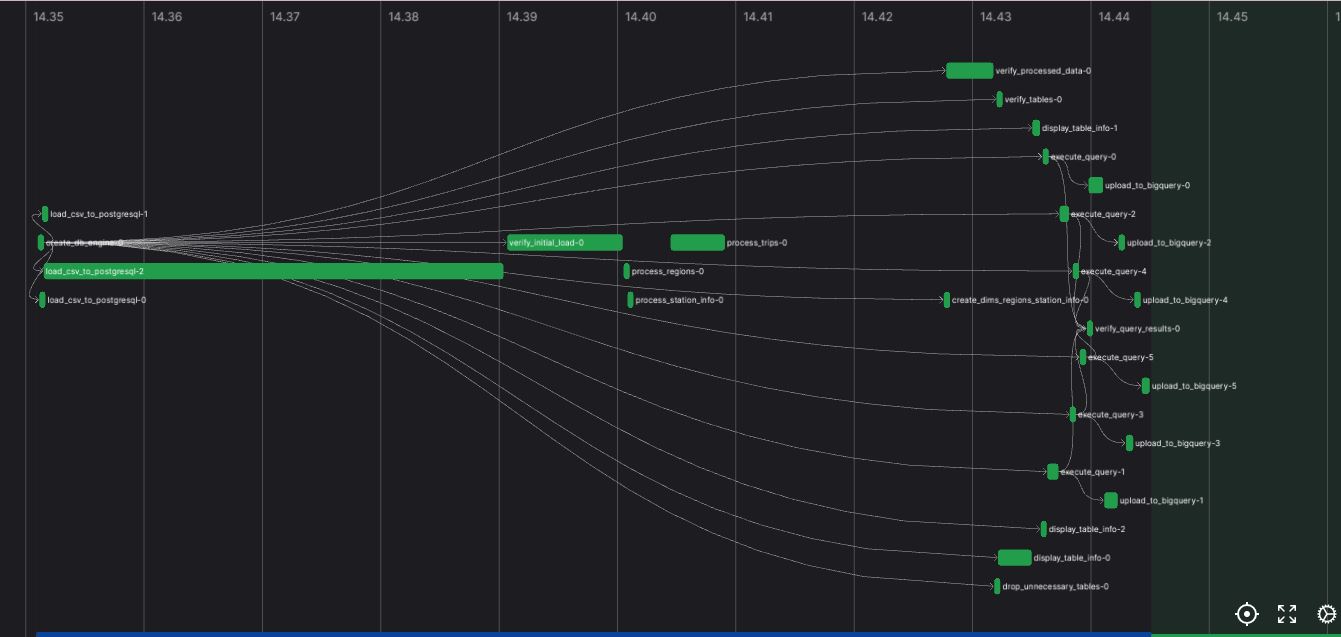 14.35 14.36 14.37 14.38 14.39 14.40 14.41 14.42 14.43 14.44 14.45
verify_processed_data-0
verify_tables-0
display_table_info-1
execute_query-0
upload_to_bigquery-0
load_csv_to_postgresql-1
execute_query-2
create_db_engine-0
verify_initial_load-0
process_trips-0
upload_to_bigquery-2
load_csv_to_postgresql-2
process_regions-0
execute_query-4
load_csv_to_postgresql-0
process_station_info-0
create_dims_regions_station_info-0
upload_to_bigquery-4
verify_query_results-0
execute_query-5
upload_to_bigquery-5
execute_query-3
upload_to_bigquery-3
execute_query-1
upload_to_bigquery-1
display_table_info-2
display_table_info-0
drop_unnecessary_tables-0